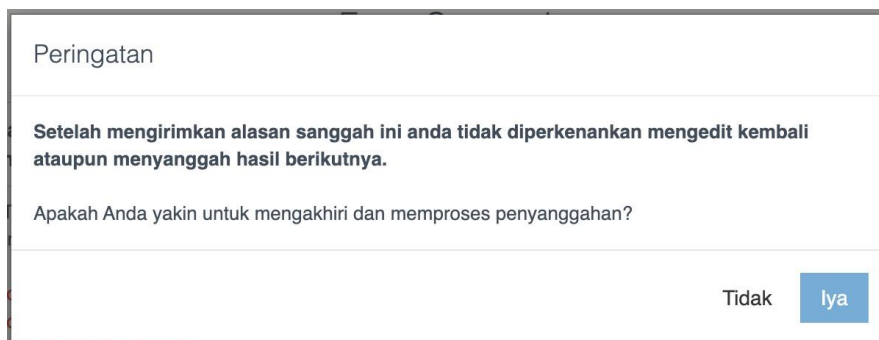 Peringatan
Setelah mengirimkan alasan sanggah ini anda tidak diperkenankan mengedit kembali
ataupun menyanggah hasil berikutnya.
Apakah Anda yakin untuk mengakhiri dan memproses penyanggahan?
Tidak
Iya